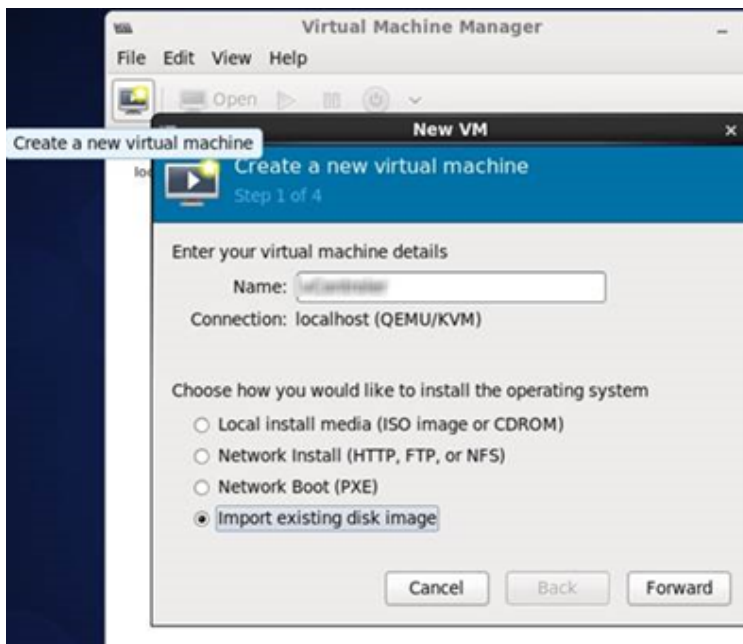 Virtual Machine Manager
File Edit View Help
Open
Create a new virtual machine
New VM
Create a new virtual machine
Step 1 of 4
Enter your virtual machine details
Name:
Connection: localhost (QEMU/KVM)
Choose how you would like to install the operating system
Local install media (ISO image or CDROM)
Network Install (HTTP, FTP, or NFS)
Network Boot (PXE)
Import existing disk image
Cancel Back Forward